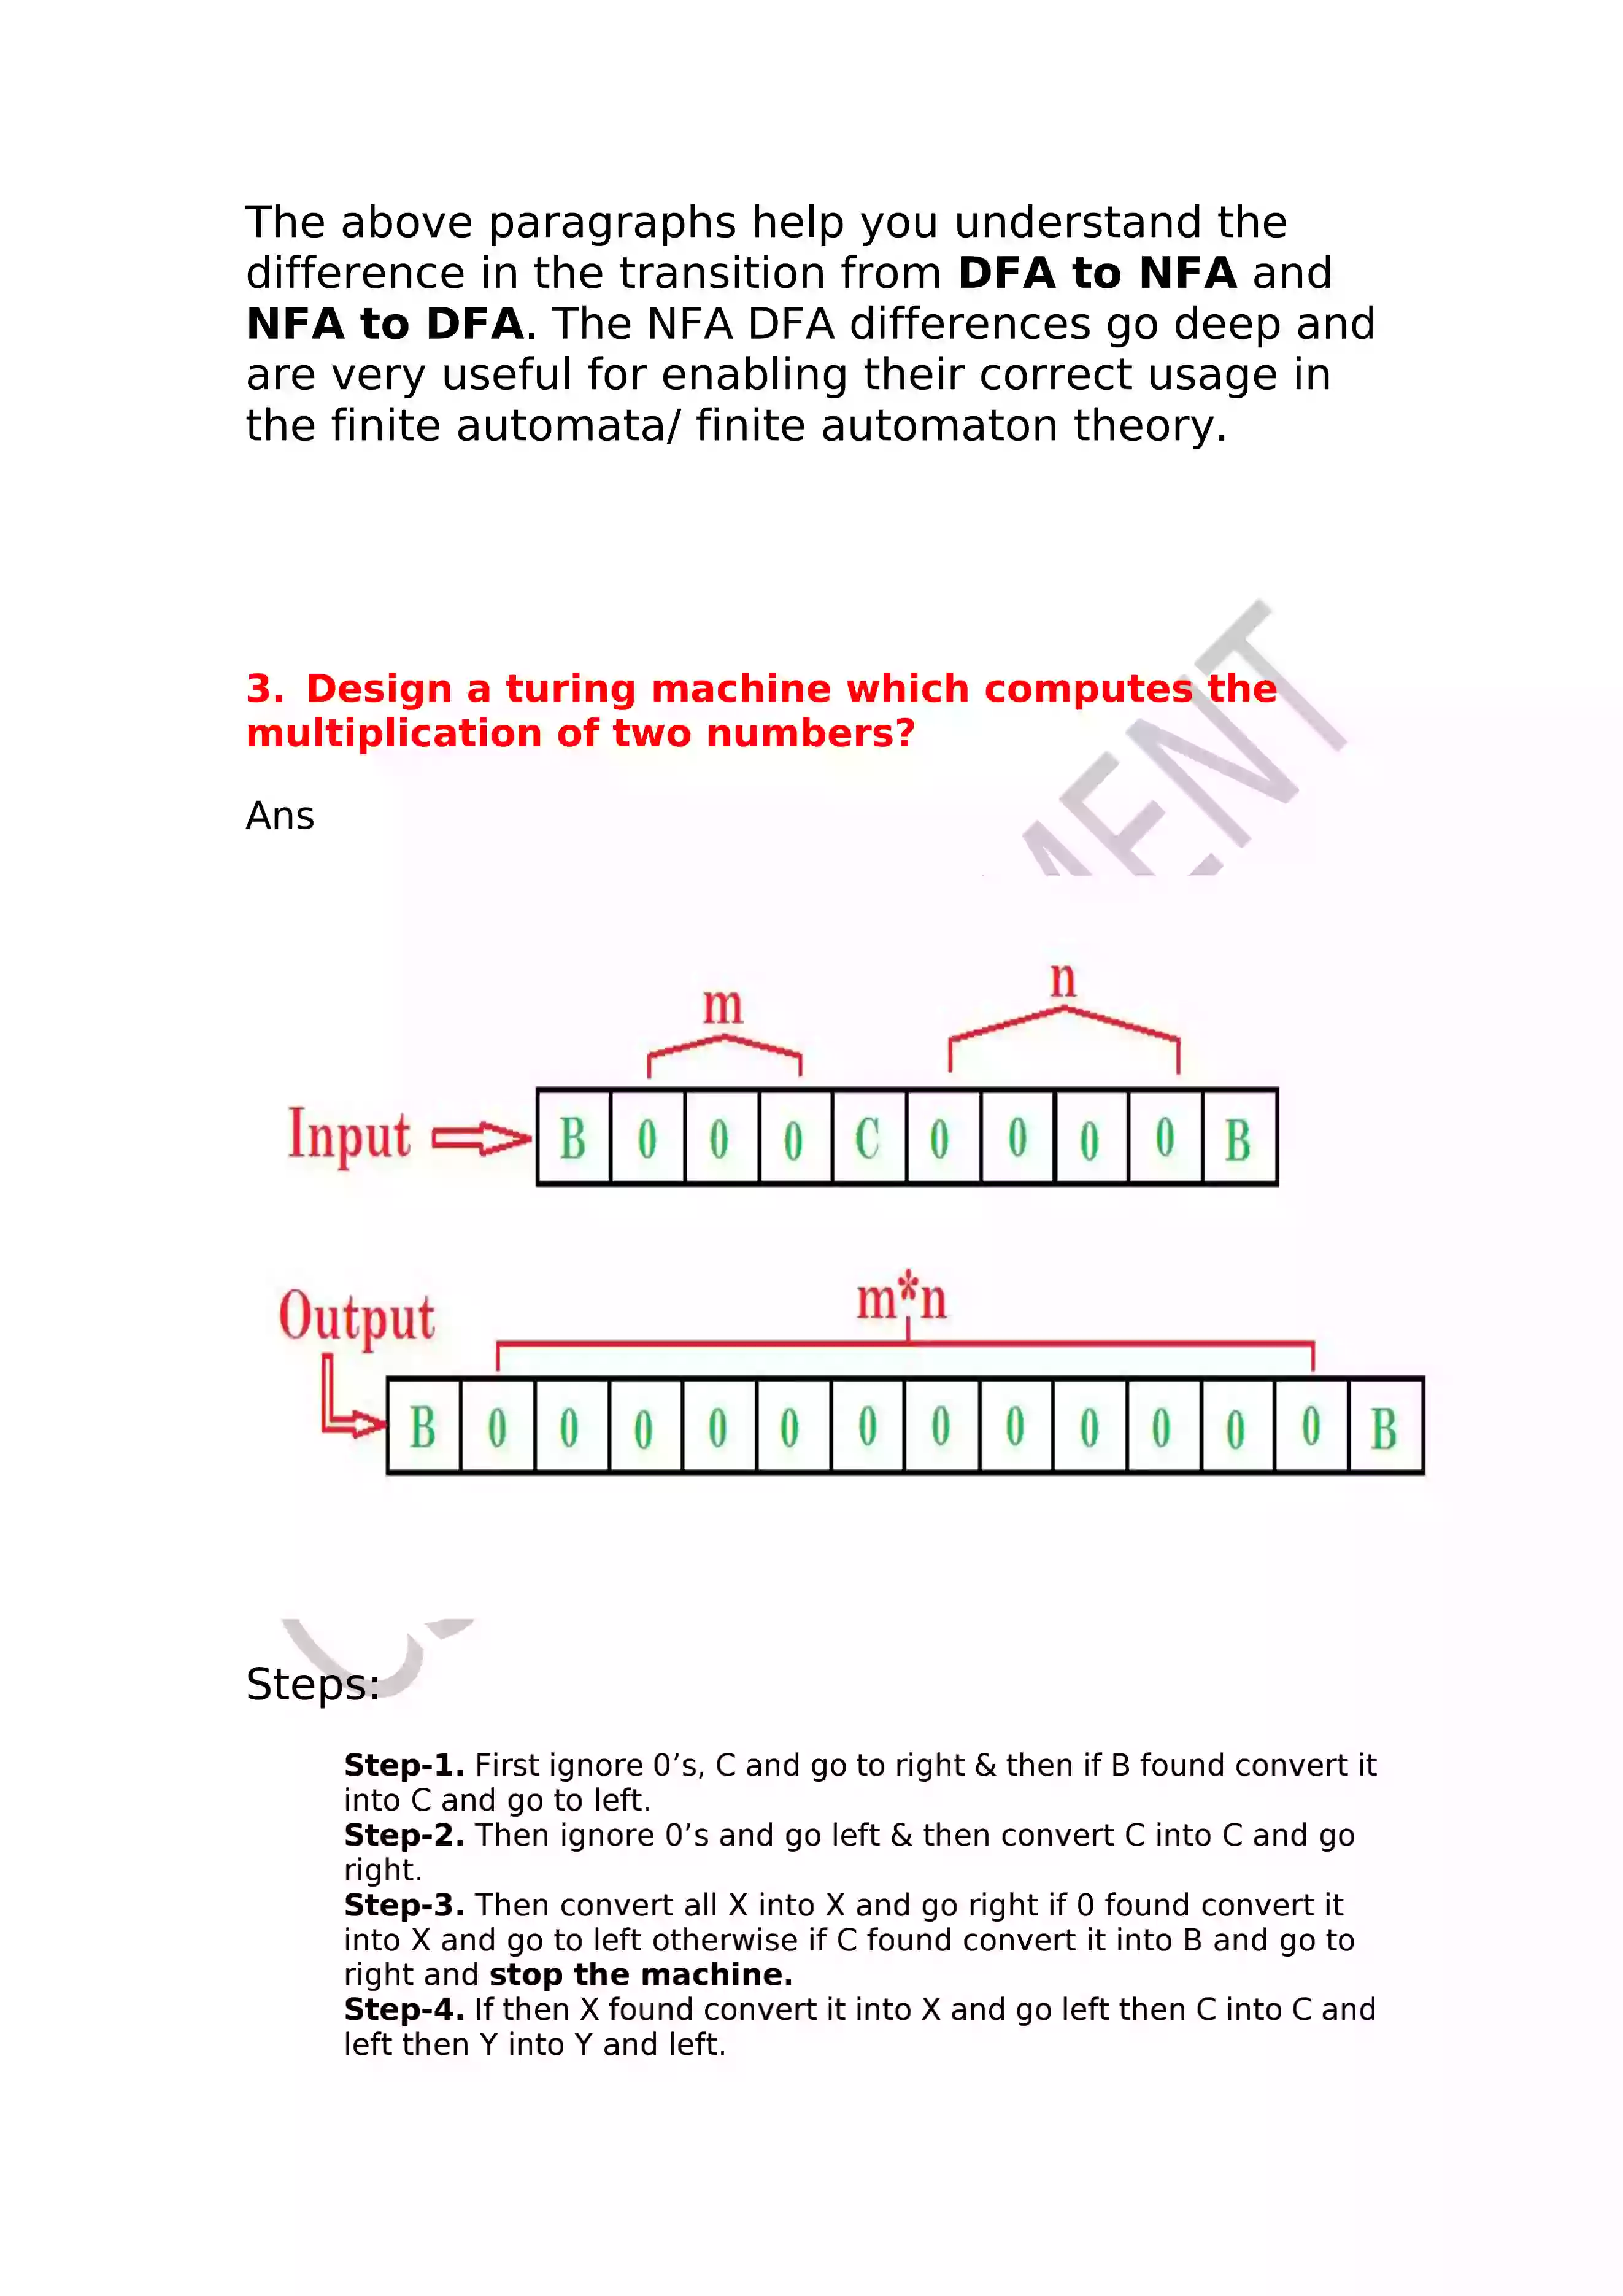 The above paragraphs help you understand the
difference in the transition from DFA to NFA and
NFA to DFA. The NFA DFA differences go deep and
are very useful for enabling their correct usage in
the finite automata/ finite automaton theory.
3. Design a turing machine which computes the
multiplication of two numbers?
Ans
m n
Input B 0 0 0 C 0 0 0 0 B
m*n
Output
B 0 0 0 0 0 0 0 0 0 0 0 0 B
Steps:
Step-1. First ignore 0’s, C and go to right & then if B found convert it
into C and go to left.
Step-2. Then ignore 0’s and go left & then convert C into C and go
right.
Step-3. Then convert all X into X and go right if 0 found convert it
into X and go to left otherwise if C found convert it into B and go to
right and stop the machine.
Step-4. If then X found convert it into X and go left then C into C and
left then Y into Y and left.